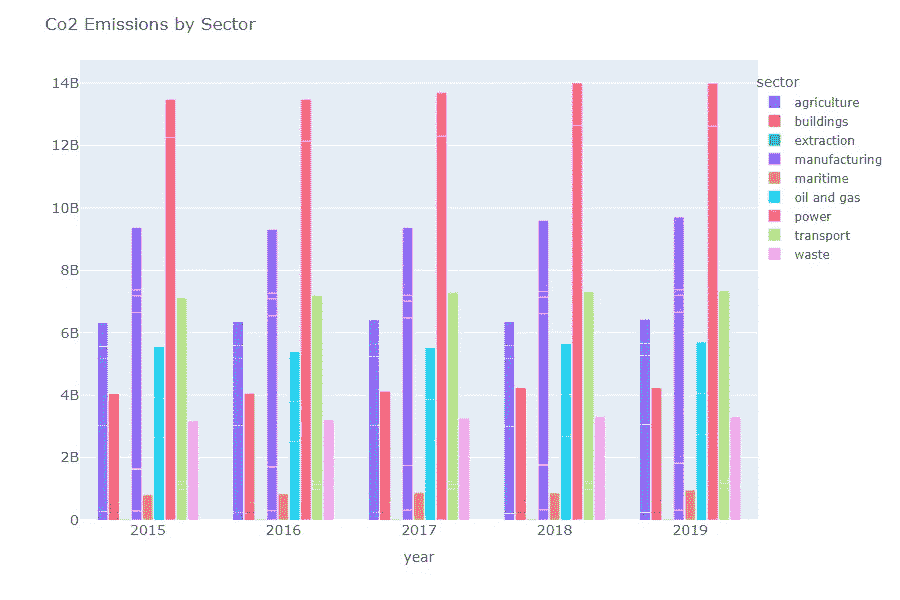 Co2 Emissions by Sector
14B
12B
10B
8B
6B
4B
2B
0
2015 2016 2017 2018 2019
year
sector
agriculture
buildings
extraction
manufacturing
maritime
oil and gas
power
transport
waste